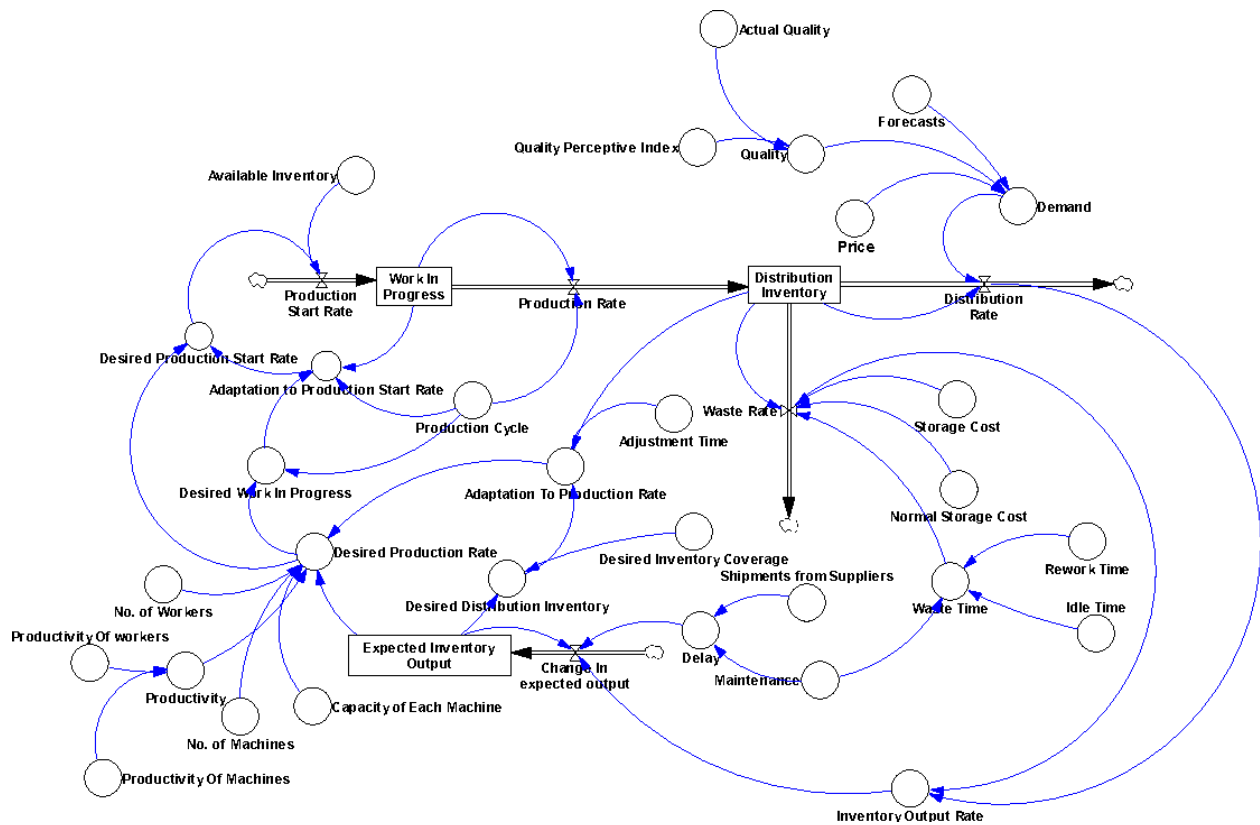 Actual Quality
Forecasts
Quality Perceptive Index
Quality
Available Inventory
Demand
Price
Work In
Progress
Distribution
Inventory
Production
Start Rate
Production Rate
Distribution
Rate
Desired Production Start Rate
Adaptation to Production Start Rate
Production Cycle
Adjustment Time
Waste Rate
Storage Cost
Desired Work In Progress
Adaptation To Production Rate
Normal Storage Cost
Desired Production Rate
Desired Inventory Coverage
Shipments from Suppliers
Rework Time
No. of Workers
Desired Distribution Inventory
Waste Time
Idle Time
Productivity Of workers
Expected Inventory
Output
Change In
expected output
Delay
Maintenance
Productivity
Capacity of Each Machine
No. of Machines
Productivity Of Machines
Inventory Output Rate